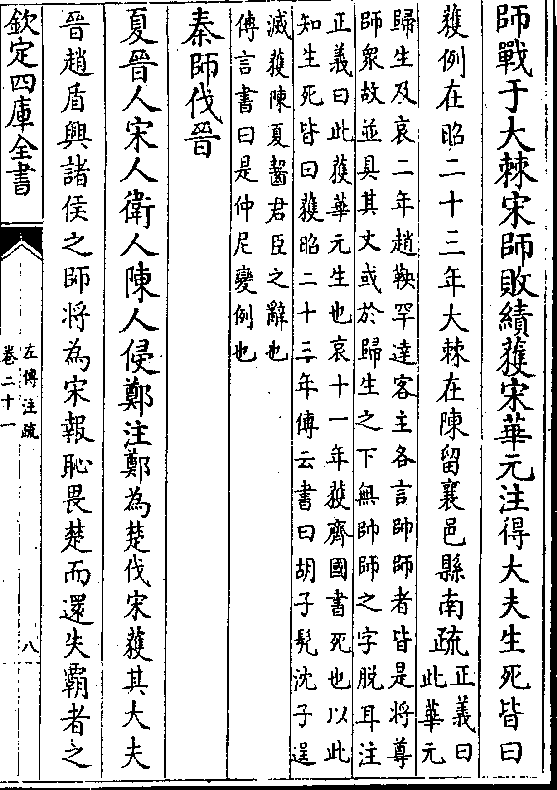 師戰于大棘宋師敗績獲宋華元注得大夫生死皆曰
獲例在昭二十三年大棘在陳留襄邑縣南疏
正義曰
此華元
歸生及哀二年趙鞅罕達客主各言帥師者皆是將尊
師衆故並具其文或於歸生之下無帥師之字脱耳注
正義曰此獲華元生也哀十一年獲齊國書死也以此
知生死皆曰獲昭二十三年傳云書曰胡子髠沈子逞
滅獲陳夏齧君臣之辭也
傳言書曰是仲尼變例也
秦師伐晉
夏晉人宋人衛人陳人侵鄭注鄭為楚伐宋獲其大夫
晉趙盾興諸侯之師將為宋報恥畏楚而還失霸者之
欽定四庫全書
左傳注疏
卷二十一
八